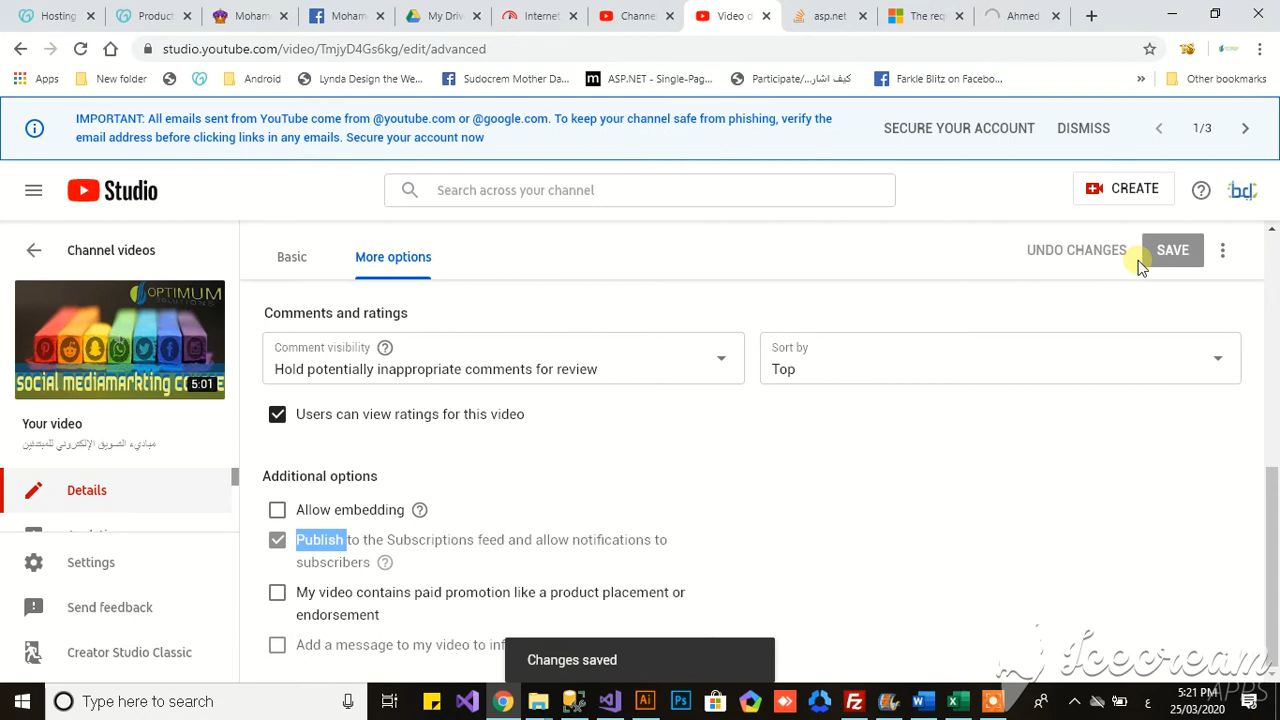 Hosting
Product
Moham
Moham
My Drive
Internet
Channe
Video d
asp.net
The req
Ahmed
studio.youtube.com/video/TmjyD4Gs6kg/edit/advanced
Apps
New folder
Android
Lynda Design the We...
Sudocrem Mother Da...
ASP.NET - Single-Pag...
Participate/... كيف اشار
Farkle Blitz on Facebo...
»
Other bookmarks
IMPORTANT: All emails sent from YouTube come from @youtube.com or @google.com. To keep your channel safe from phishing, verify the
email address before clicking links in any emails. Secure your account now
SECURE YOUR ACCOUNT
DISMISS
1/3
Studio
Search across your channel
CREATE
Channel videos
Basic
More options
UNDO CHANGES
SAVE
OPTIMUM
SOLUTIONS
5:01
Your video
مباديء التسويق الإلكتروني للمبتدئين
Comments and ratings
Comment visibility
Hold potentially inappropriate comments for review
Sort by
Top
Users can view ratings for this video
Additional options
Allow embedding
Publish to the Subscriptions feed and allow notifications to
subscribers
My video contains paid promotion like a product placement or
endorsement
Add a message to my video to inf
Changes saved
Details
Settings
Send feedback
Creator Studio Classic
Icecream
APPS
Type here to search
ع
5:21 PM
25/03/2020